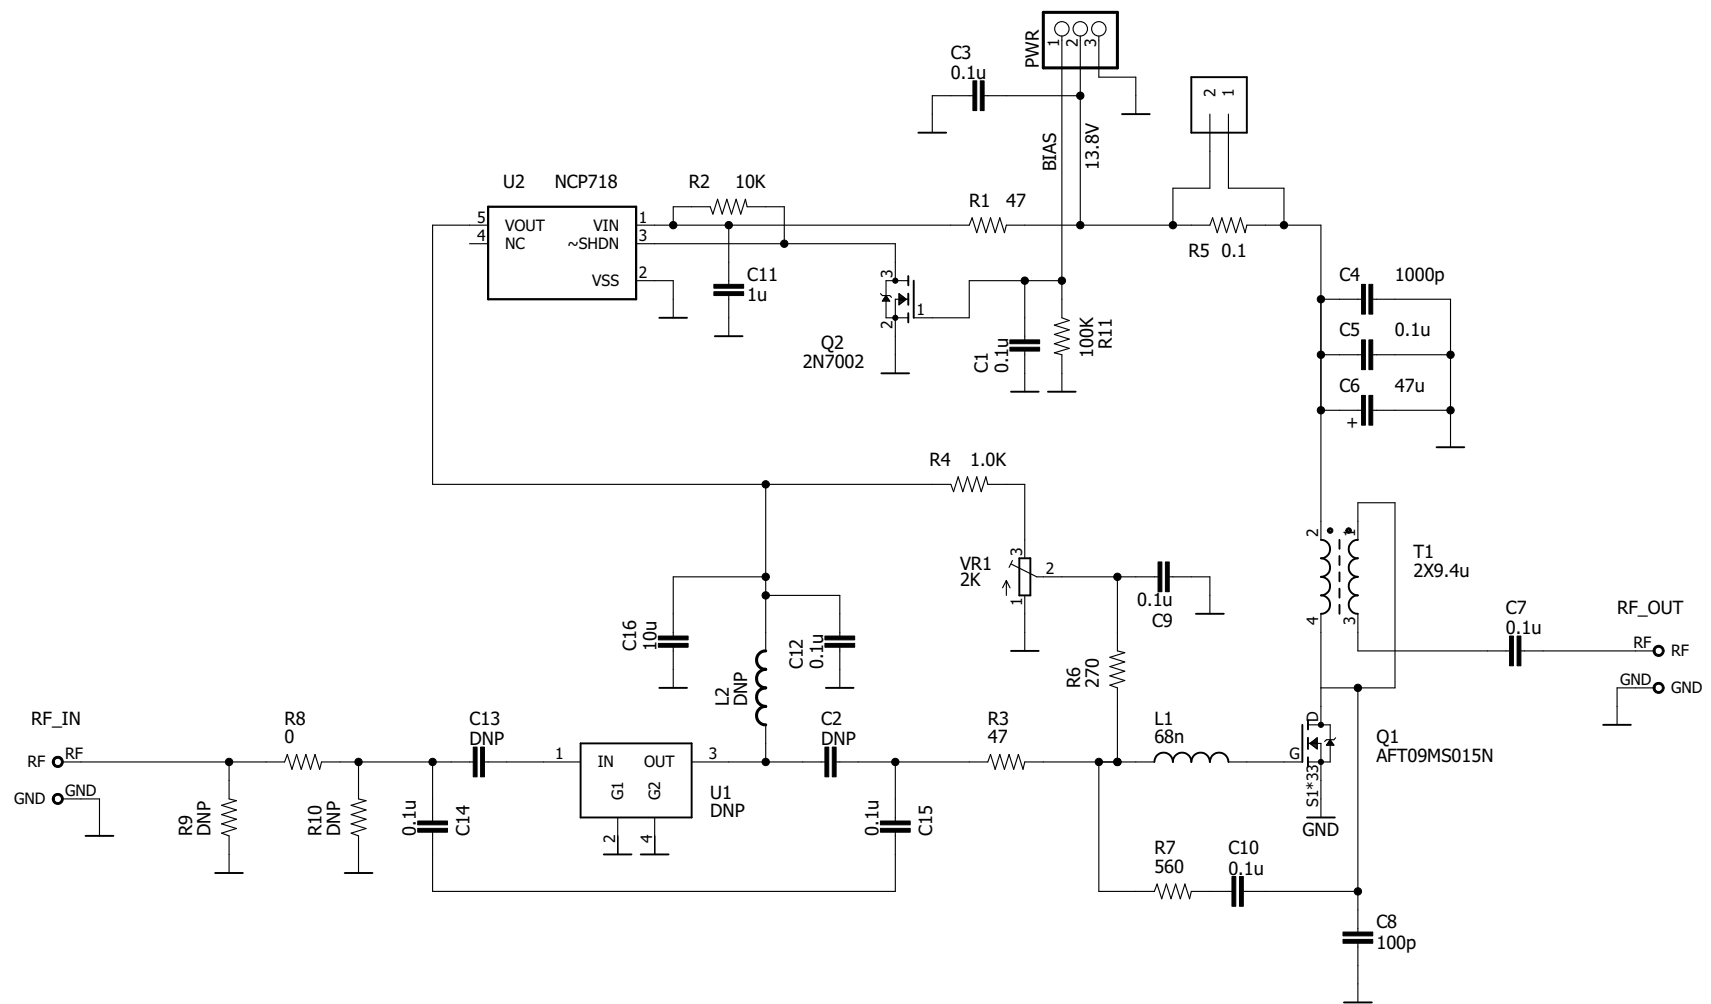 PWR
1
2
3
C3
0.1u
2
1
BIAS
13.8V
U2 NCP718
R2 10K
R1 47
R5 0.1
5 VOUT VIN 1
4 NC ~SHDN 3
VSS 2
C11
1u
3
1
2
Q2
2N7002
C1
0.1u
100K
R11
C4 1000p
C5 0.1u
C6 47u
+
R4 1.0K
VR1
2K
3
2
1
0.1u
C9
2
1
4
3
T1
2X9.4u
C16
10u
C12
0.1u
L2
DNP
R6
270
C7
0.1u
RF_OUT
RF RF
GND GND
RF_IN
RF RF
GND GND
R8
0
R9
DNP
R10
DNP
C13
DNP
0.1u
C14
1 IN OUT 3
G1 G2
2 4
U1
DNP
C2
DNP
0.1u
C15
R3
47
L1
68n
D
G
S1*33
GND
Q1
AFT09MS015N
R7
560
C10
0.1u
C8
100p